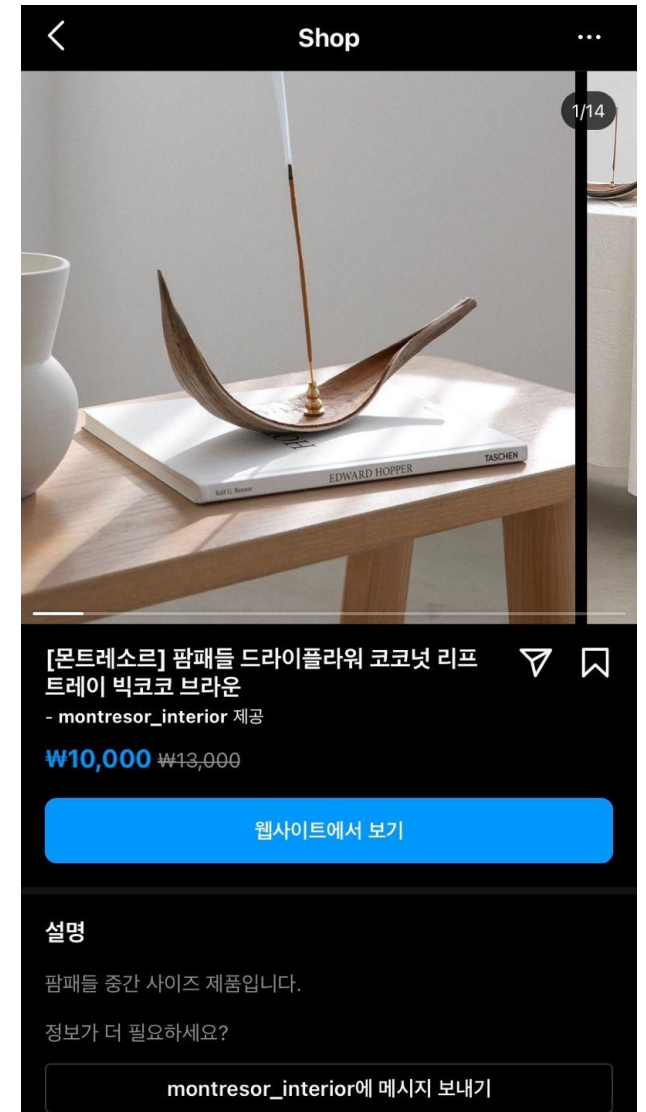 Shop
1/14
HO
EDWARD HOPPER
TASCHEN
[몬트레소르] 팜패들 드라이플라워 코코넛 리프
트레이 빅코코 브라운
- montresor_interior 제공
₩10,000 ₩13,000
웹사이트에서 보기
설명
팜패들 중간 사이즈 제품입니다.
정보가 더 필요하세요?
montresor_interior에 메시지 보내기